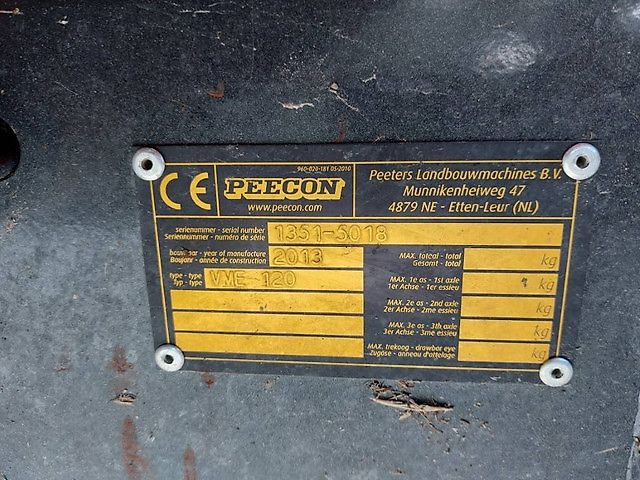 960-020-181 05-2010
CE PEECON
www.peecon.com
Peeters Landbouwmachines B.V.
Munnikenheiweg 47
4879 NE - Etten-Leur (NL)
serienummer - serial number
Seriennummer - numéro de série
1351-5018
bouwjaar - year of manufacture
Baujahr - année de construction
2013
type - type
Typ - type
VME-120
MAX. totaal - total
Gesamt - total
kg
MAX. 1e as - 1st axle
1er Achse - 1er essieu
kg
MAX. 2e as - 2nd axle
2er Achse - 2me essieu
kg
MAX. 3e as - 3th axle
3er Achse - 3me essieu
kg
MAX. trekoog - drawbar eye
Zugöse - anneau d'attelage
kg